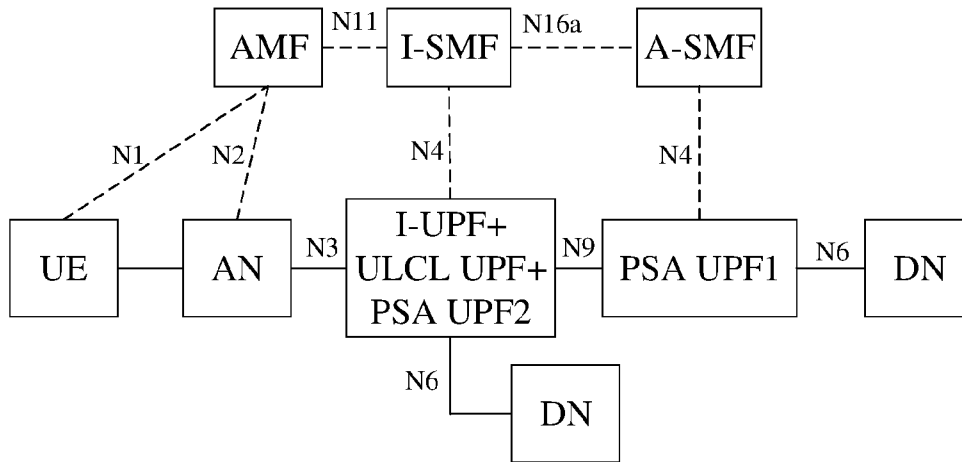 N11
N16a
AMF
I-SMF
A-SMF
N1
N2
N4
N4
I-UPF+
ULCL UPF+
PSA UPF2
UE
AN
N3
N9
PSA UPF1
N6
DN
N6
DN